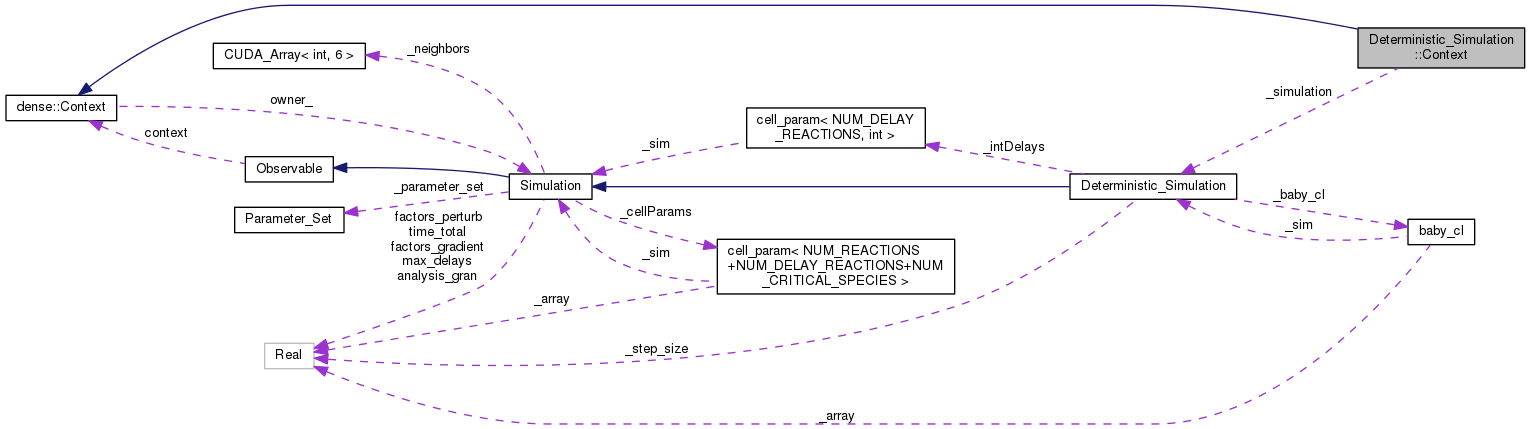 Deterministic_Simulation
::Context
_neighbors
CUDA_Array< int, 6 >
dense::Context
owner_
_simulation
cell_param< NUM_DELAY
_REACTIONS, int >
context
_sim
_intDelays
Observable
Simulation
_parameter_set
Deterministic_Simulation
_baby_cl
Parameter_Set
factors_perturb
time_total
factors_gradient
max_delays
analysis_gran
_cellParams
_sim
baby_cl
_sim
cell_param< NUM_REACTIONS
+NUM_DELAY_REACTIONS+NUM
_CRITICAL_SPECIES >
_array
Real
_step_size
_array